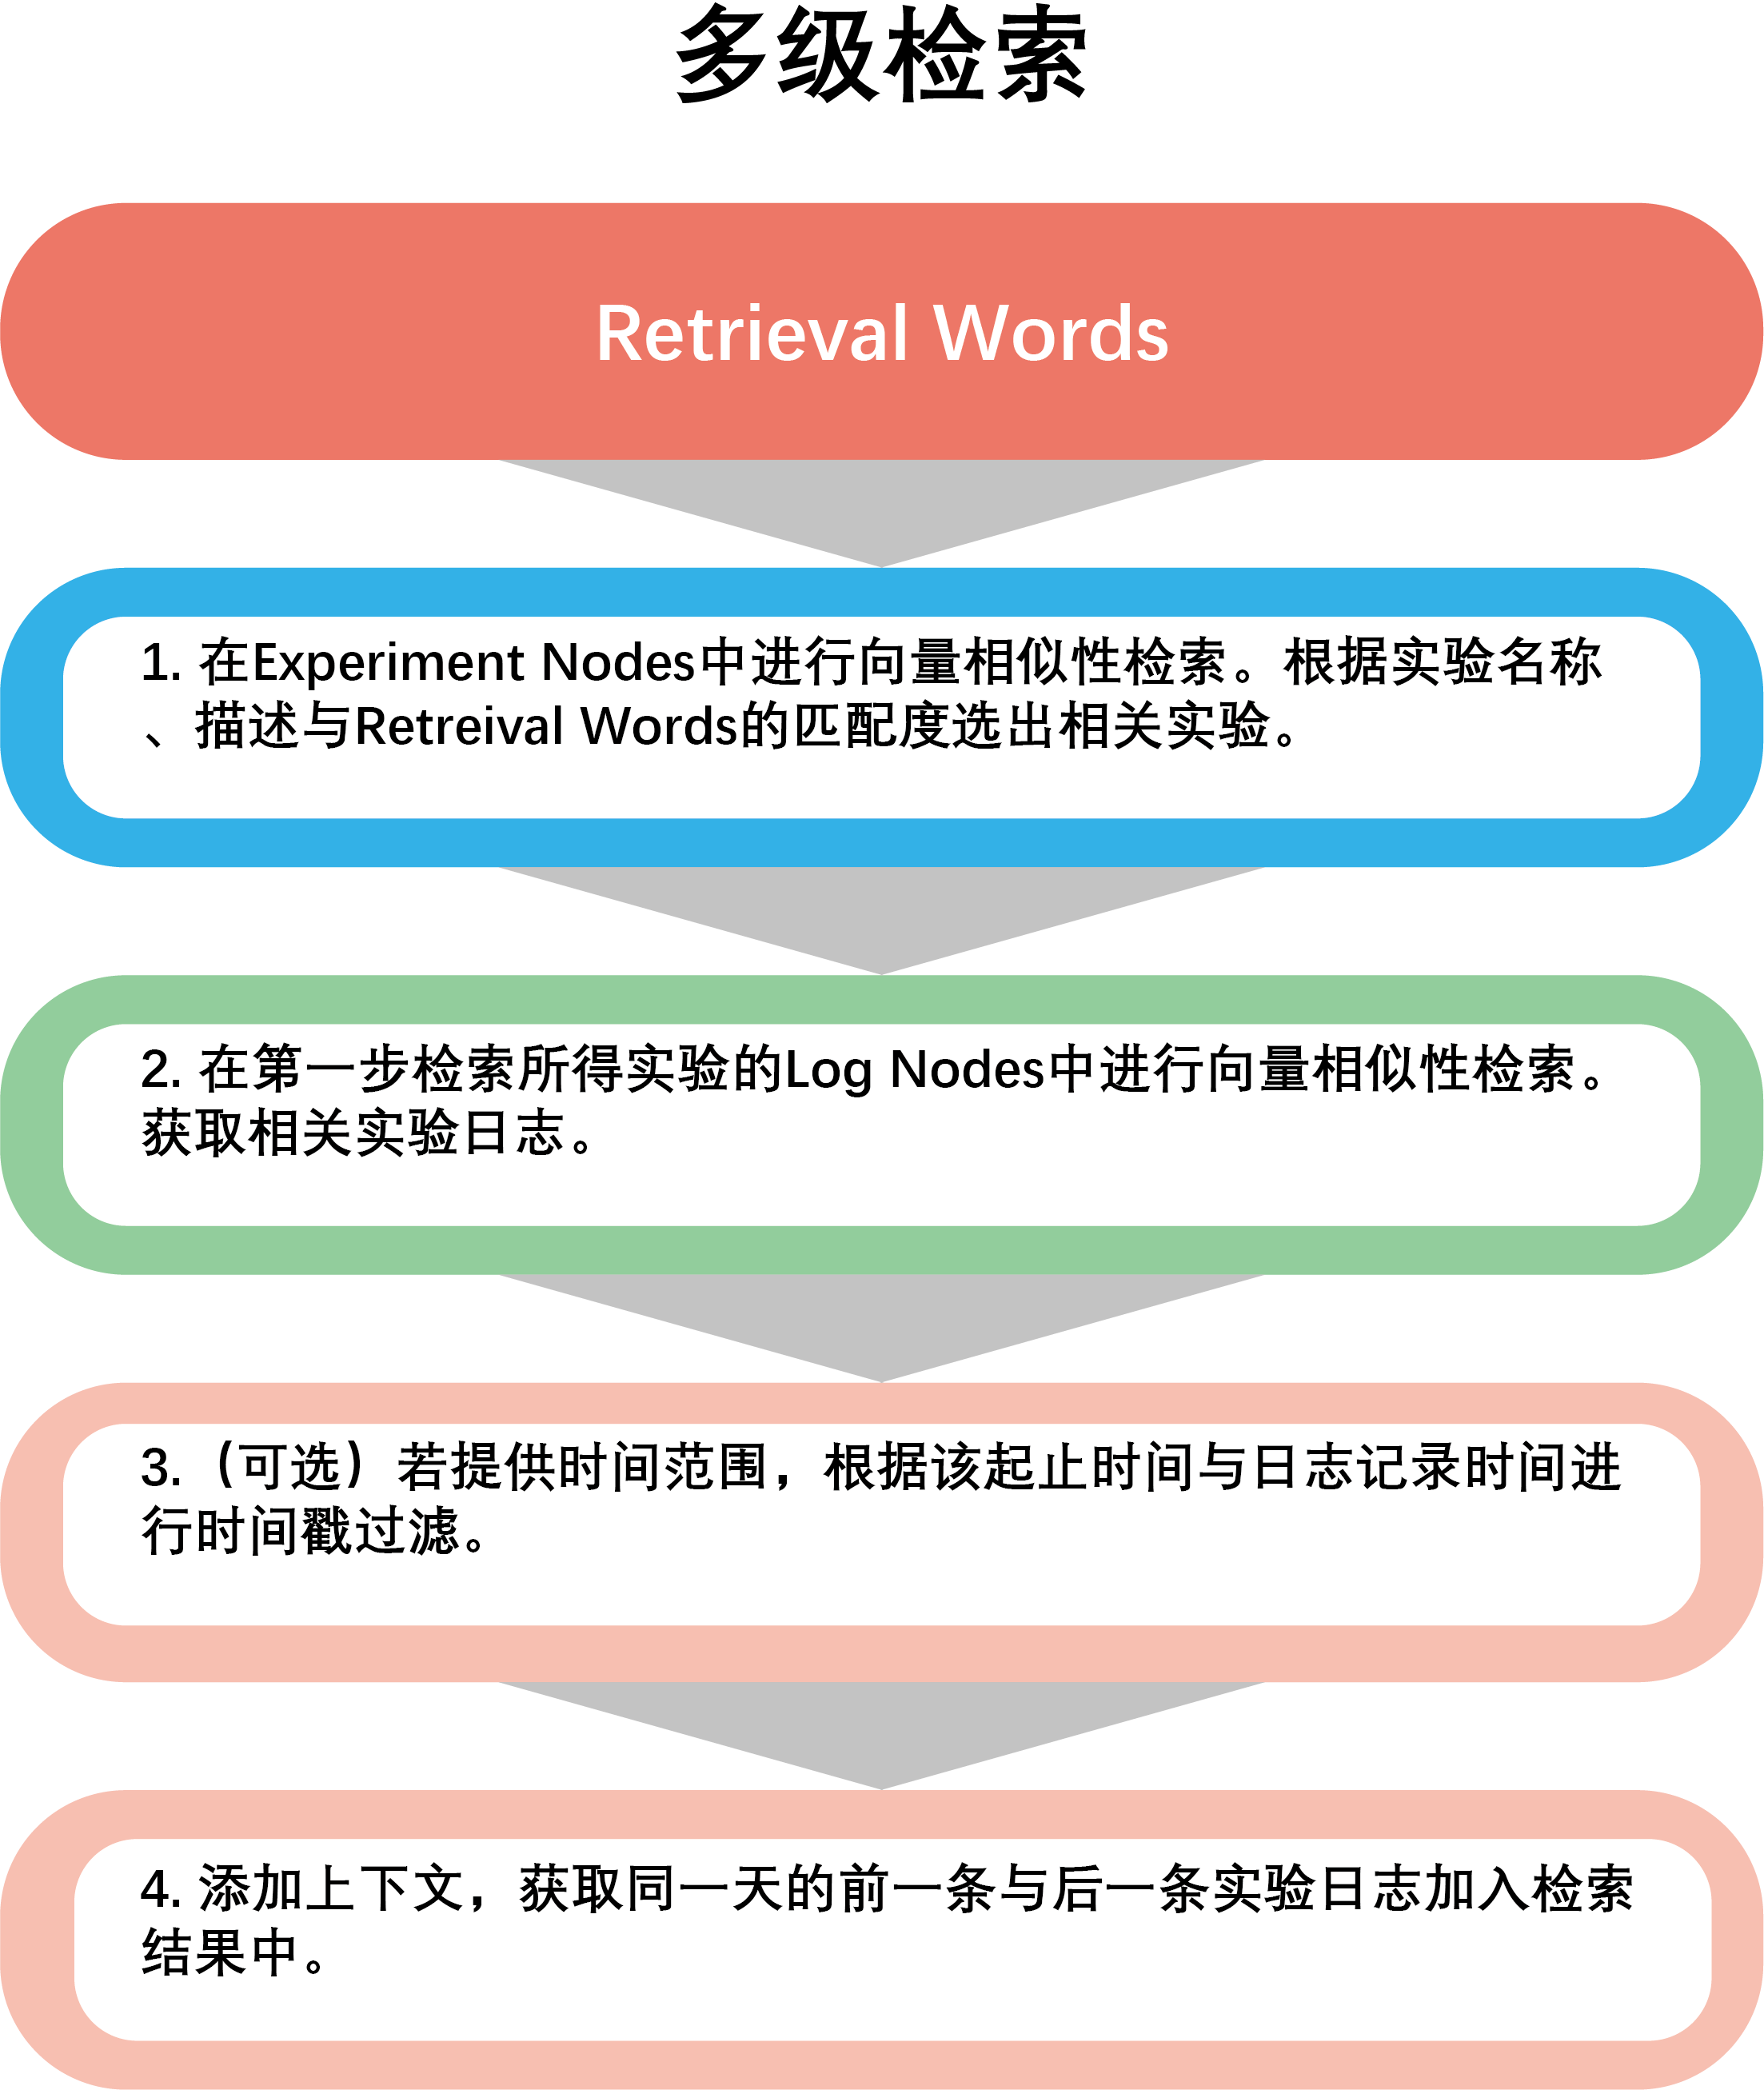 多级检索
Retrieval Words
1. 在Experiment Nodes中进行向量相似性检索。根据实验名称
、描述与Retreival Words的匹配度选出相关实验。
2. 在第一步检索所得实验的Log Nodes中进行向量相似性检索。
获取相关实验日志。
3.（可选）若提供时间范围，根据该起止时间与日志记录时间进
行时间戳过滤。
4. 添加上下文，获取同一天的前一条与后一条实验日志加入检索
结果中。